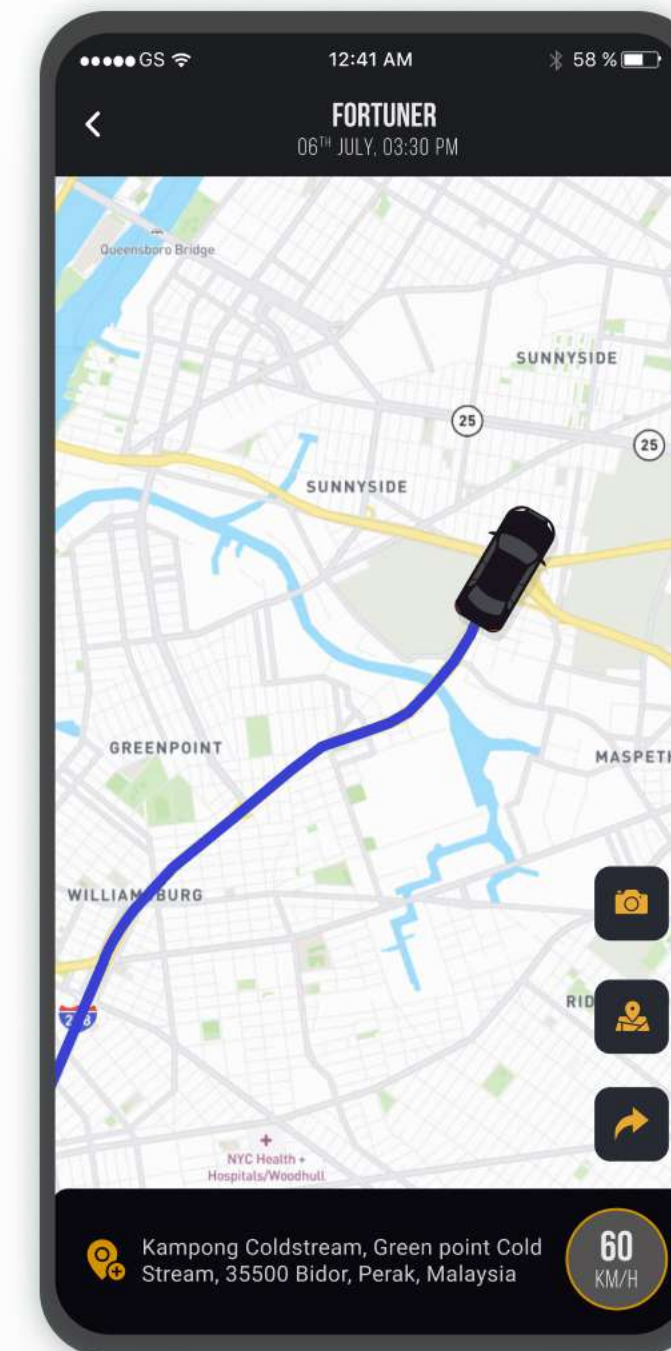 GS
12:41 AM
58 %
FORTUNER
06TH JULY, 03:30 PM
Queensboro Bridge
SUNNYSIDE
25
25
SUNNYSIDE
GREENPOINT
MASPETH
WILLIAMSBURG
278
RID
NYC Health +
Hospitals/Woodhull
Kampong Coldstream, Green point Cold
Stream, 35500 Bidor, Perak, Malaysia
60
KM/H